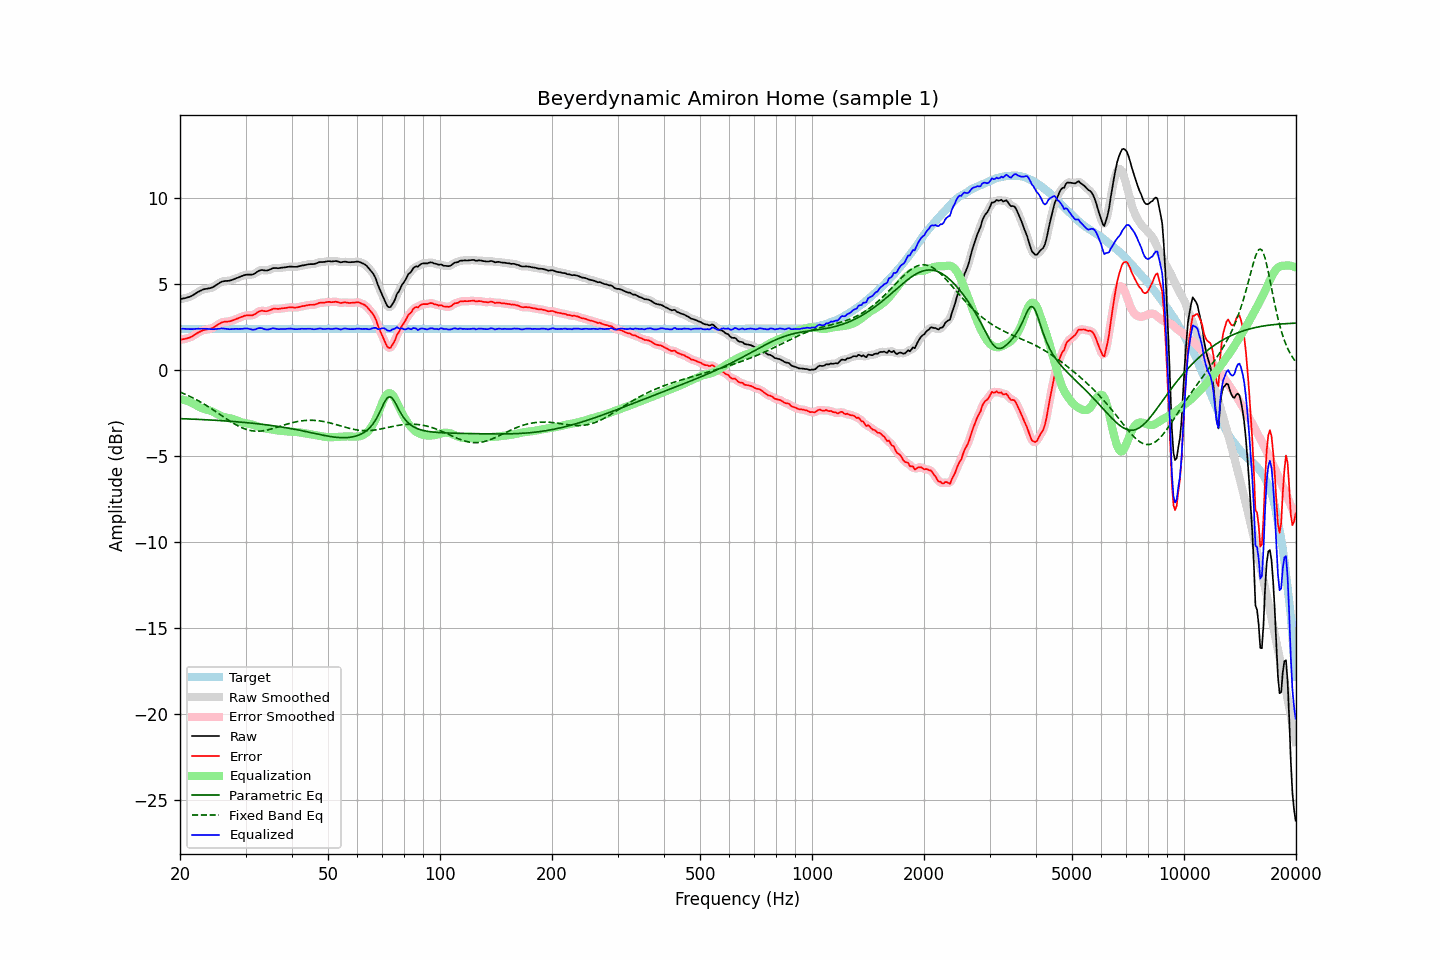 Beyerdynamic Amiron Home (sample 1)
Amplitude (dBr)
10
5
0
−5
−10
−15
−20
−25
Target
Raw Smoothed
Error Smoothed
Raw
Error
Equalization
Parametric Eq
Fixed Band Eq
Equalized
20 50 100 200 500 1000 2000 5000 10000 20000
Frequency (Hz)